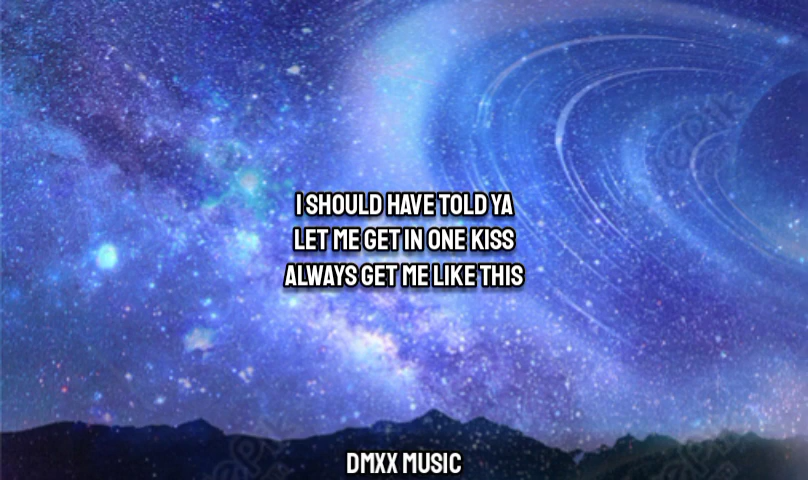 I SHOULD HAVE TOLD YA
LET ME GET IN ONE KISS
ALWAYS GET ME LIKE THIS
DMXX MUSIC